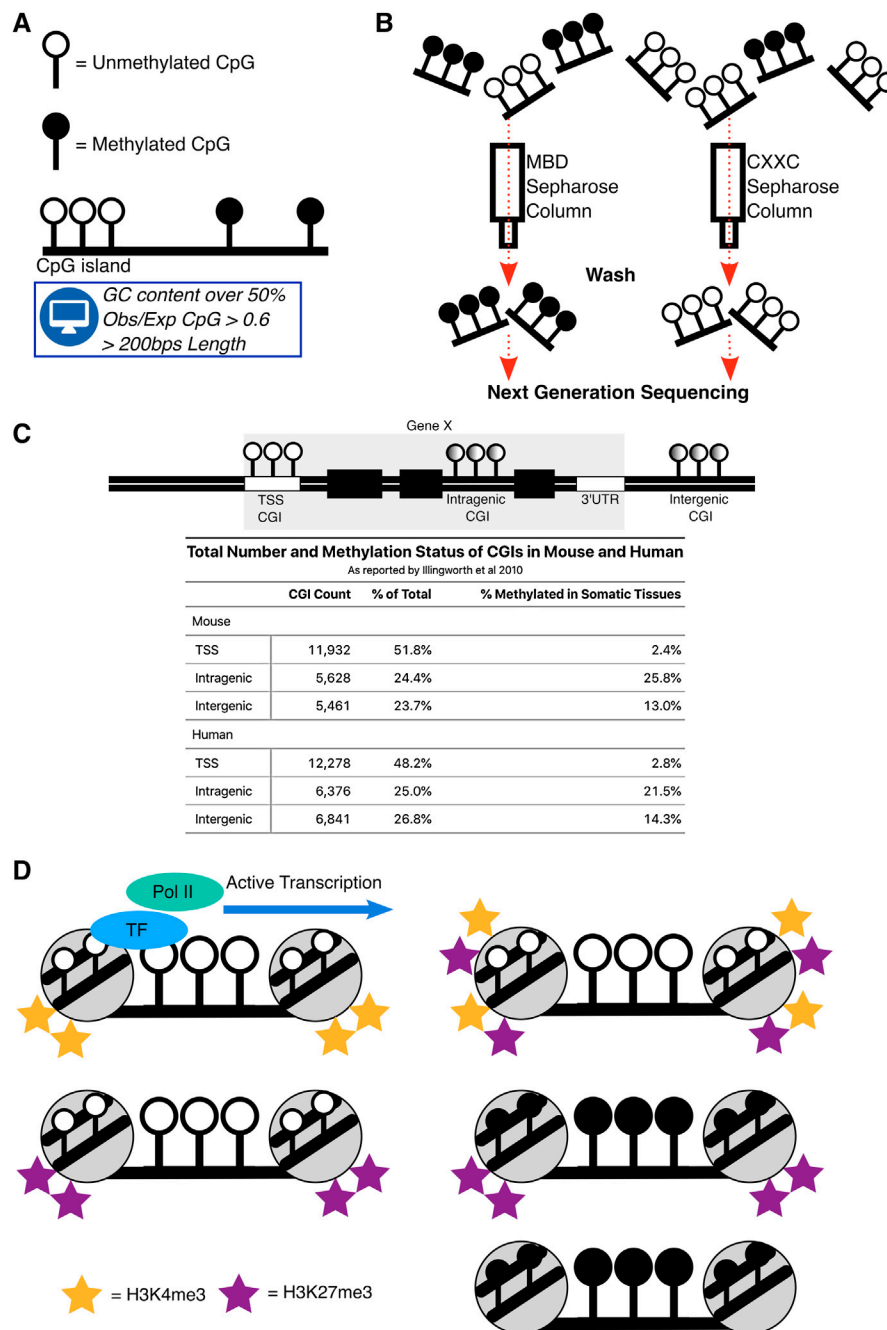 A
= Unmethylated CpG
= Methylated CpG
CpG island
GC content over 50%
Obs/Exp CpG > 0.6
> 200bps Length
B
MBD
Sepharose
Column
CXXC
Sepharose
Column
Wash
Next Generation Sequencing
C
Gene X
TSS
CGI
Intragenic
CGI
3'UTR
Intergenic
CGI
Total Number and Methylation Status of CGIs in Mouse and Human
As reported by Illingworth et al 2010
CGI Count % of Total % Methylated in Somatic Tissues
Mouse
TSS 11,932 51.8% 2.4%
Intragenic 5,628 24.4% 25.8%
Intergenic 5,461 23.7% 13.0%
Human
TSS 12,278 48.2% 2.8%
Intragenic 6,376 25.0% 21.5%
Intergenic 6,841 26.8% 14.3%
D
Pol II
TF
Active Transcription
= H3K4me3
= H3K27me3